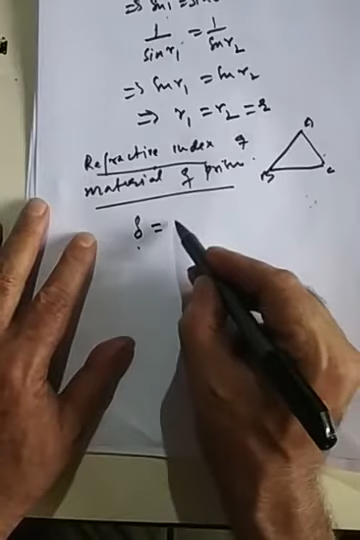 1/sin r₁ = 1/sin r₂
⇒ sin r₁ = sin r₂
⇒ r₁ = r₂ = r
Refractive index of
material of prism.
A
B C
δ =